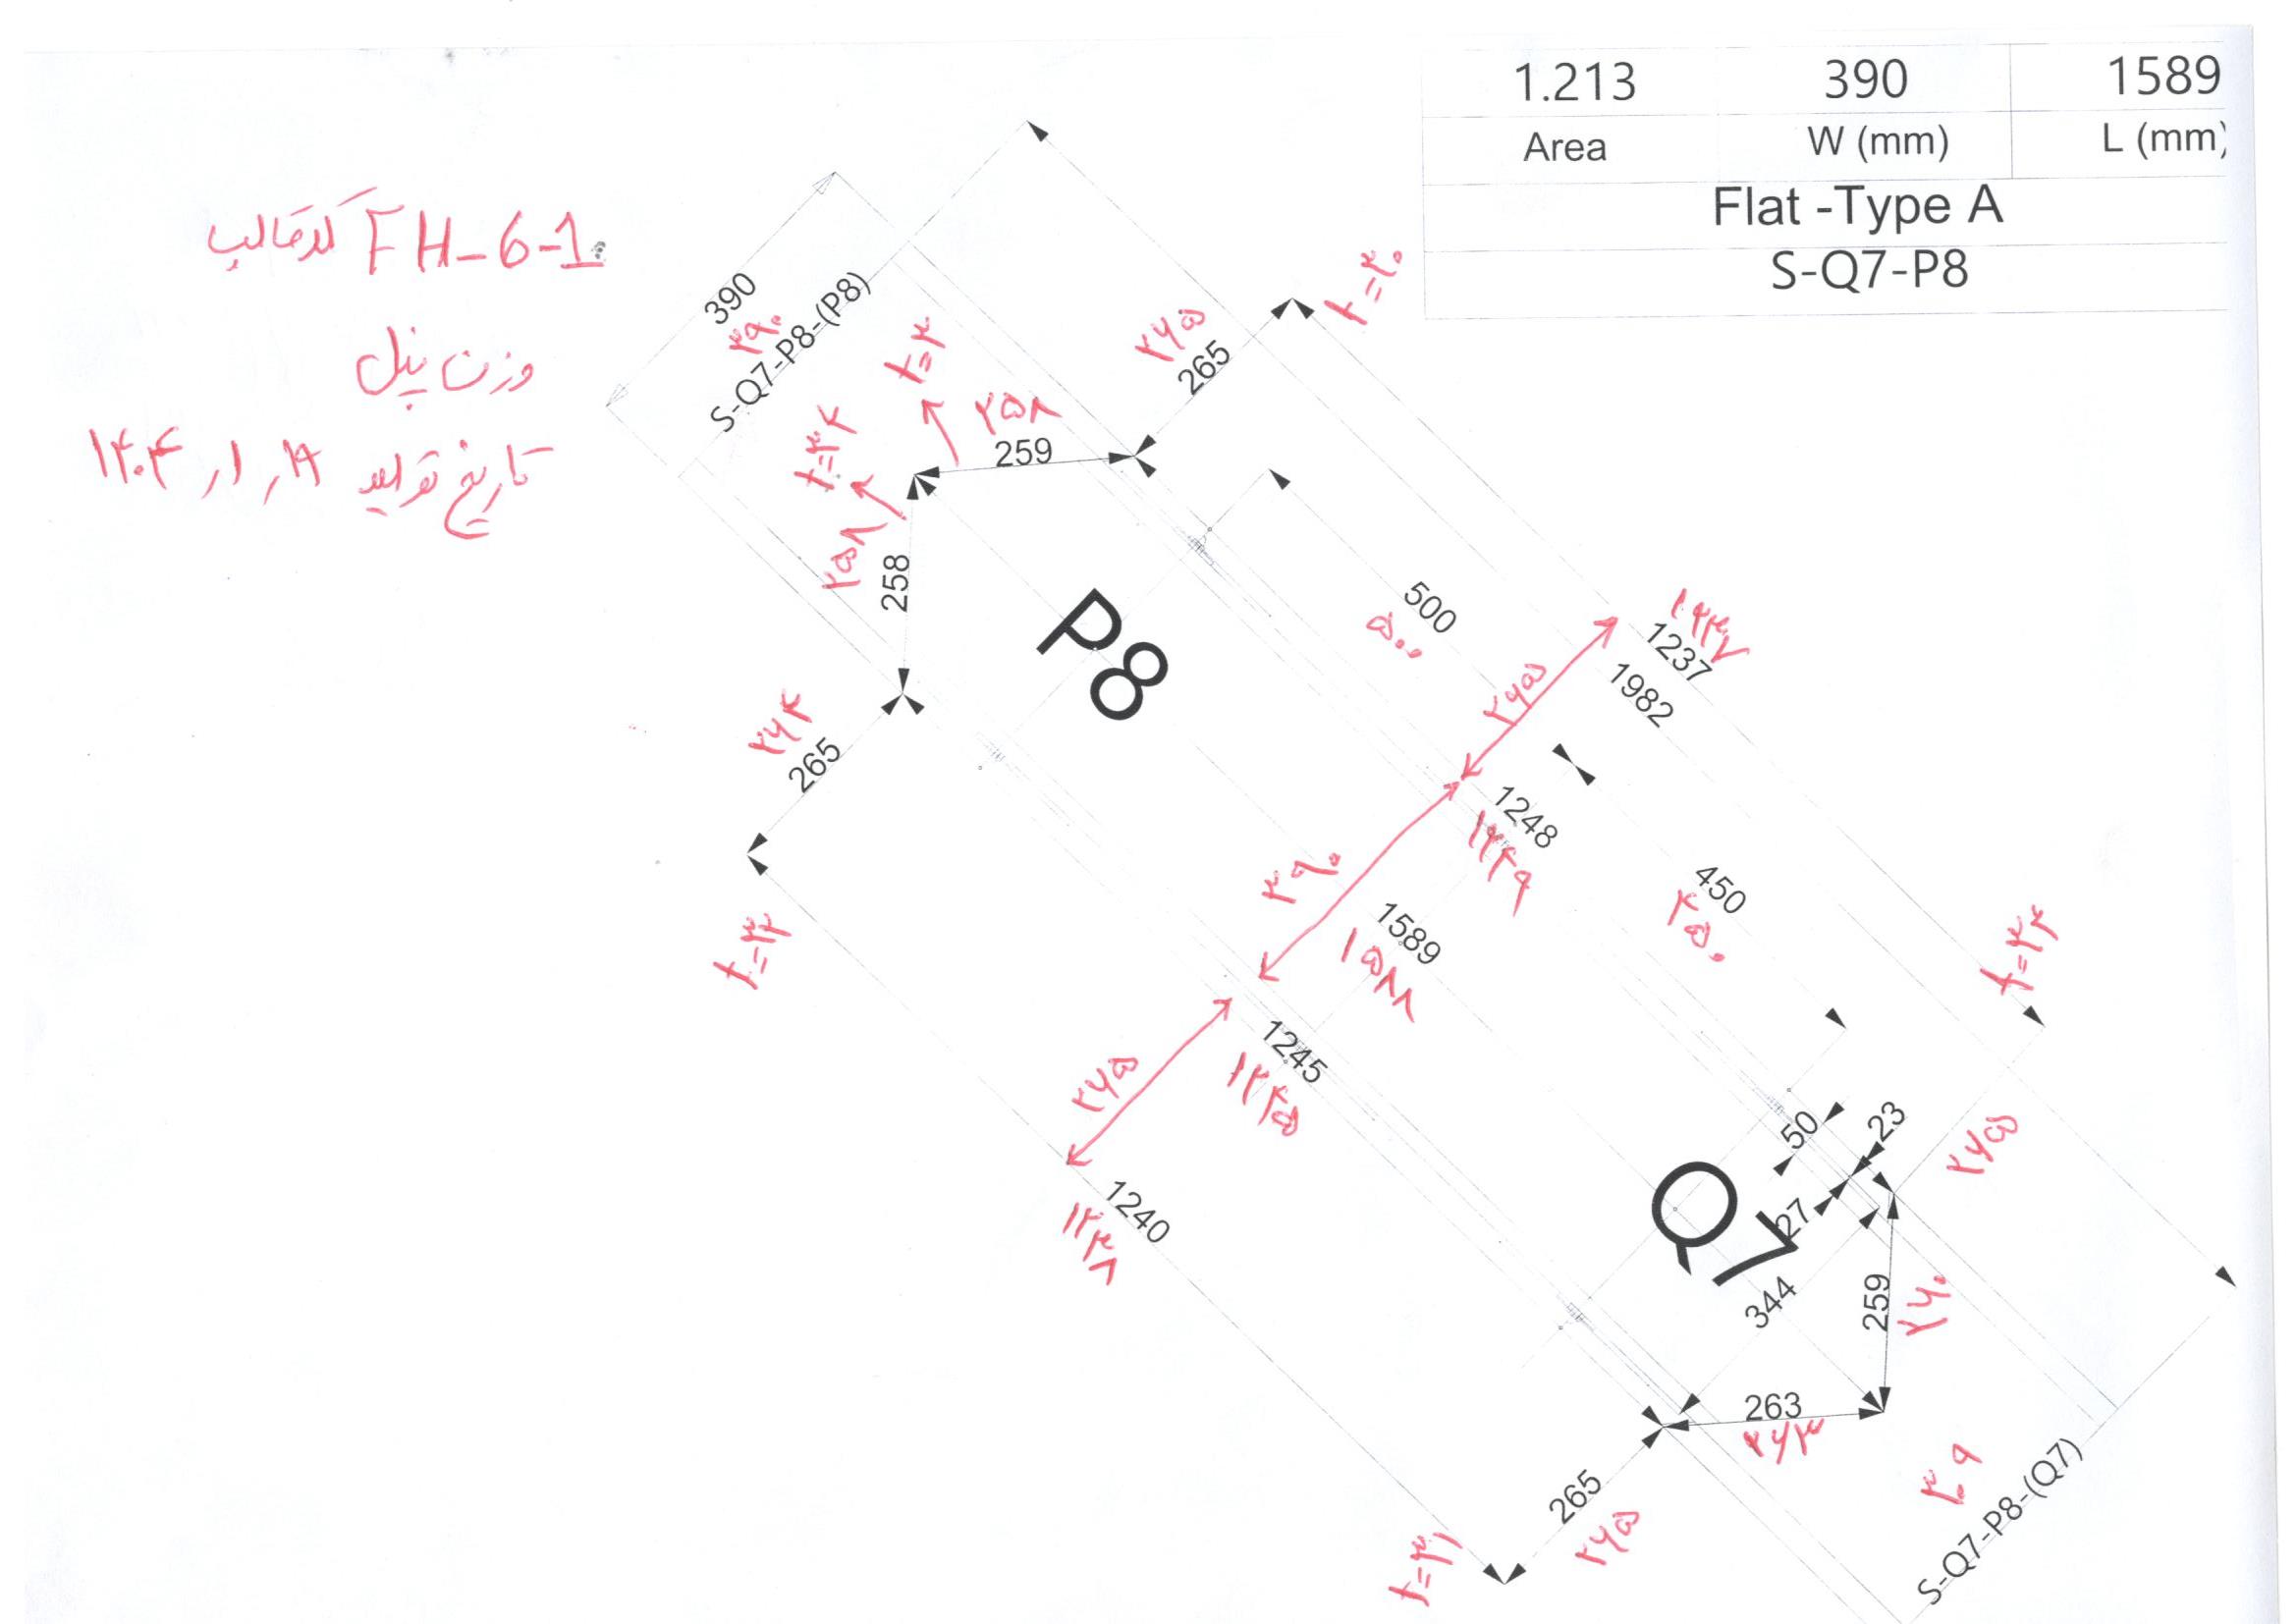 1.213 390 1589
Area W (mm) L (mm)
Flat -Type A
S-Q7-P8
کد قالب FH-6-1
وزن پنل
تاریخ تولید ۱۴۰۴٫۱٫۱۹
390
۳۹۰
S-Q7-P8-(P8)
t=۳۰
۲۶۵
265
۲۵۸
259
t=۳۴
۲۵۸
258
P8
500
۵۰۰
۱۲۳۷
1237
1982
۲۶۵
۲۶۴
265
t=۳۲
1248
۱۲۴۹
۳۹۰
1589
۱۵۸۸
450
۴۵۰
1245
۱۲۴۵
۲۶۵
1240
۱۲۳۸
50
23
27
Q7
344
۲۶۵
259
۲۶۰
263
۲۶۳
265
۲۶۵
t=۳۱
S-Q7-P8-(Q7)